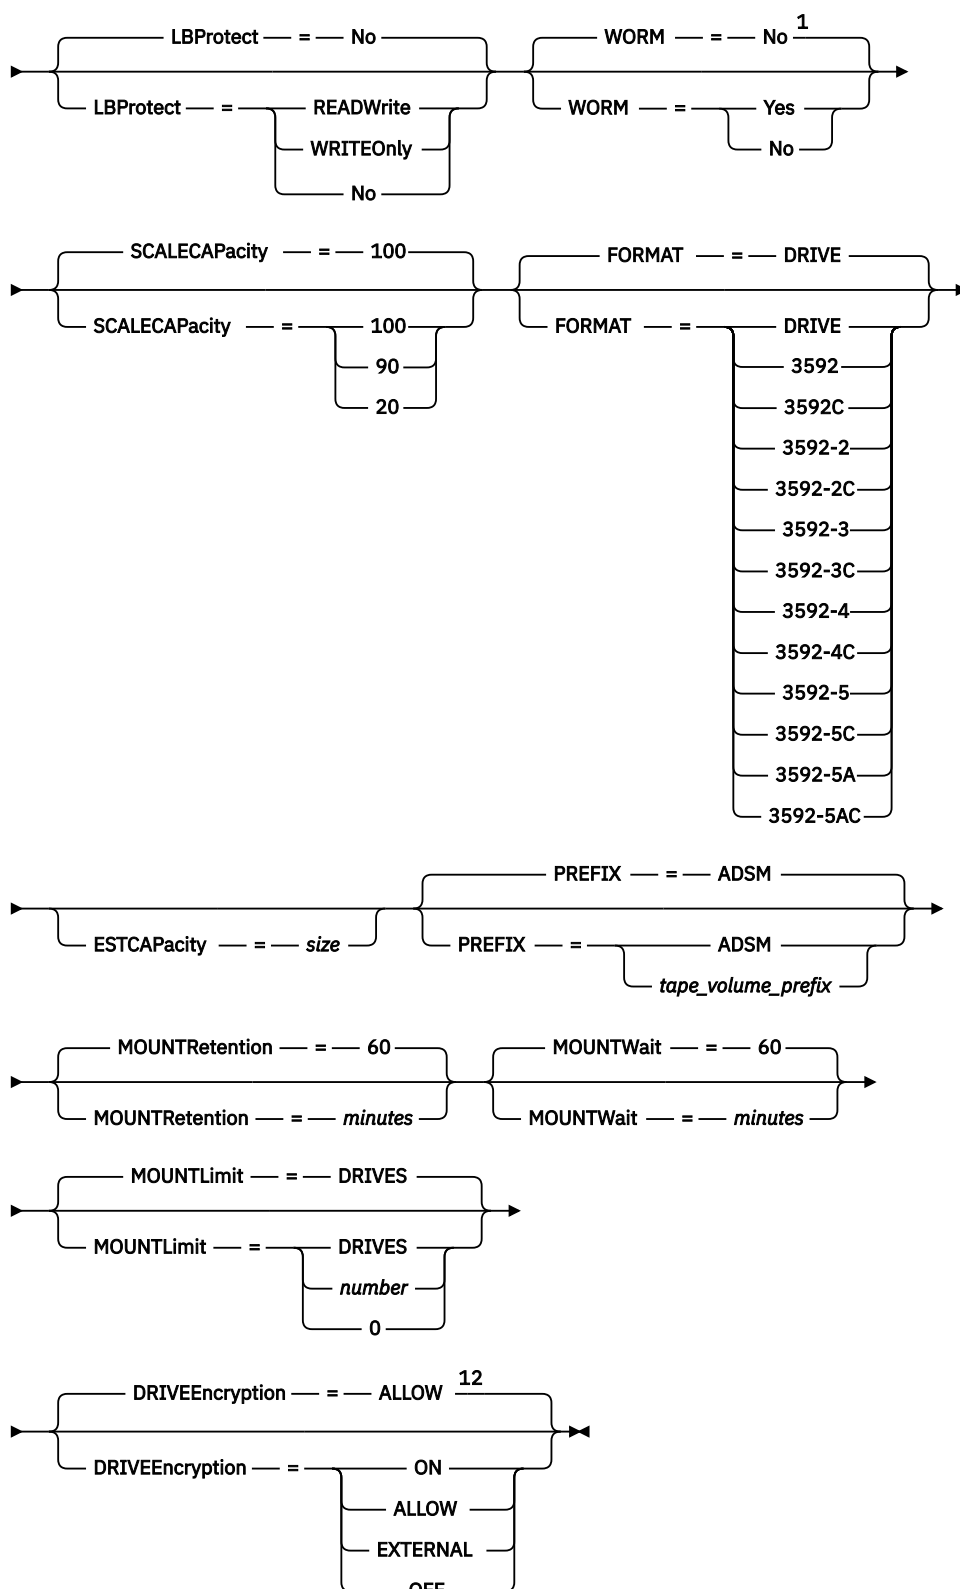 LBProtect = No WORM = No 1
LBProtect = READWrite WORM = Yes
WRITEOnly No
No
SCALECAPacity = 100 FORMAT = DRIVE
SCALECAPacity = 100 FORMAT = DRIVE
90 3592
20 3592C
3592-2
3592-2C
3592-3
3592-3C
3592-4
3592-4C
3592-5
3592-5C
3592-5A
3592-5AC
PREFIX = ADSM
ESTCAPacity = size PREFIX = ADSM
tape_volume_prefix
MOUNTRetention = 60 MOUNTWait = 60
MOUNTRetention = minutes MOUNTWait = minutes
MOUNTLimit = DRIVES
MOUNTLimit = DRIVES
number
0
DRIVEEncryption = ALLOW 12
DRIVEEncryption = ON
ALLOW
EXTERNAL